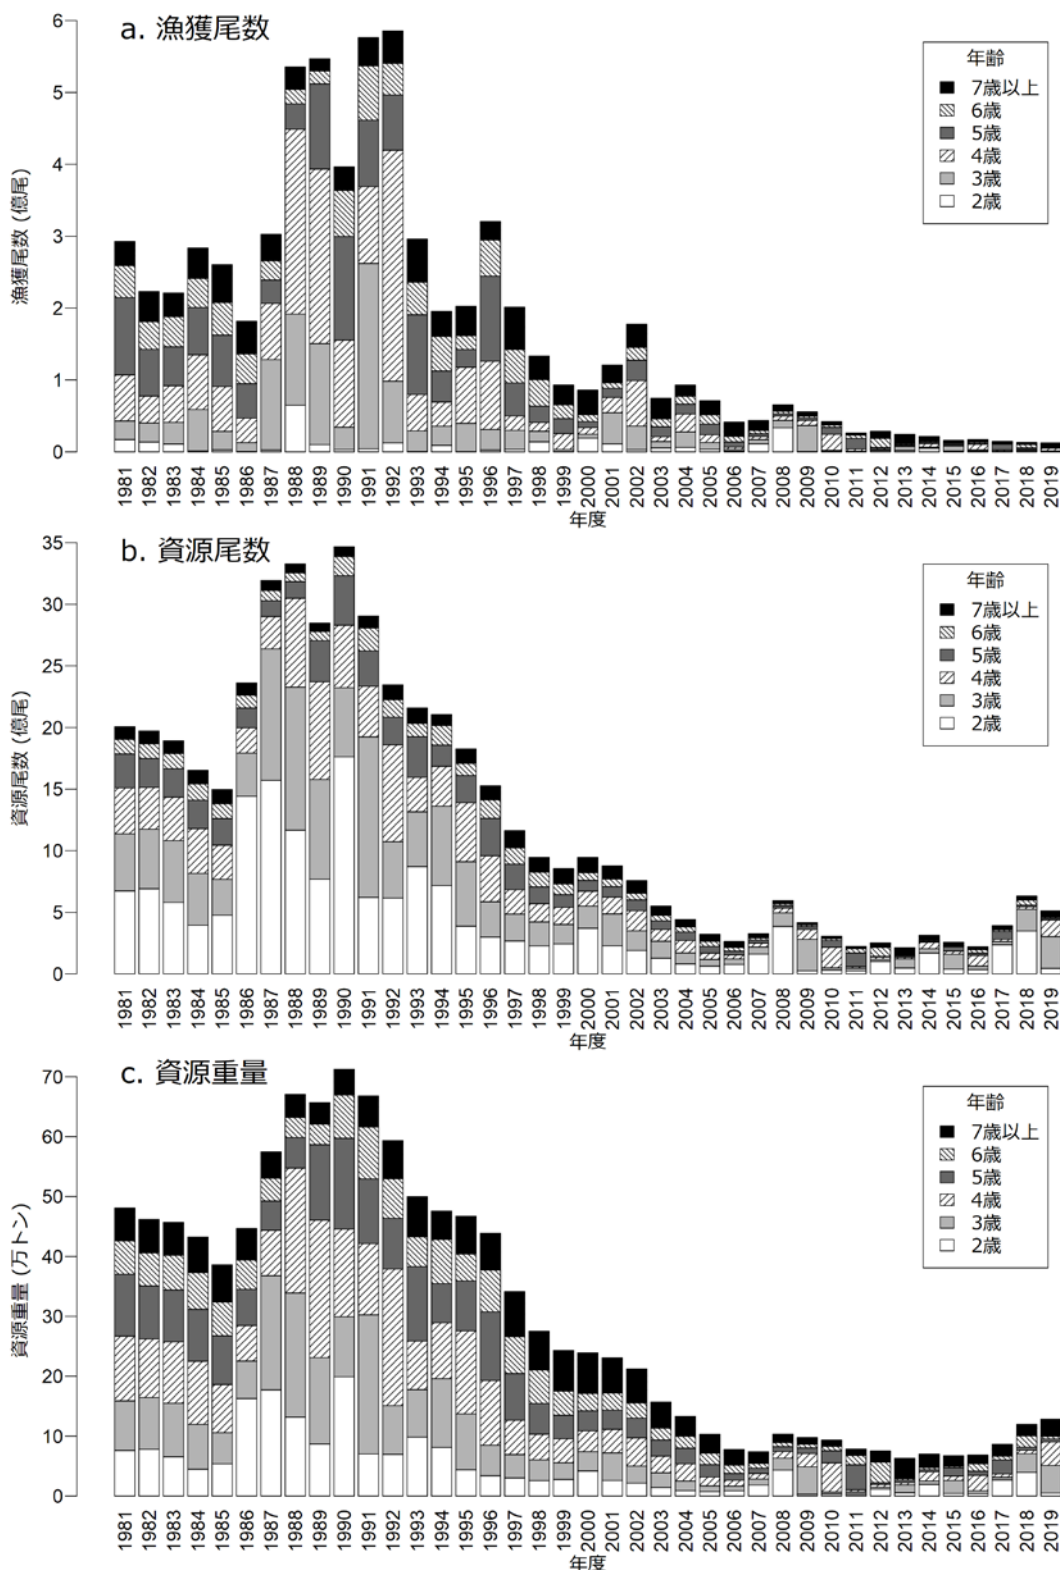 a. 漁獲尾数
漁獲尾数 (億尾)
6
5
4
3
2
1
0
年齢
7歳以上
6歳
5歳
4歳
3歳
2歳
1981 1982 1983 1984 1985 1986 1987 1988 1989 1990 1991 1992 1993 1994 1995 1996 1997 1998 1999 2000 2001 2002 2003 2004 2005 2006 2007 2008 2009 2010 2011 2012 2013 2014 2015 2016 2017 2018 2019
年度
b. 資源尾数
資源尾数 (億尾)
35
30
25
20
15
10
5
0
年齢
7歳以上
6歳
5歳
4歳
3歳
2歳
1981 1982 1983 1984 1985 1986 1987 1988 1989 1990 1991 1992 1993 1994 1995 1996 1997 1998 1999 2000 2001 2002 2003 2004 2005 2006 2007 2008 2009 2010 2011 2012 2013 2014 2015 2016 2017 2018 2019
年度
c. 資源重量
資源重量 (万トン)
70
60
50
40
30
20
10
0
年齢
7歳以上
6歳
5歳
4歳
3歳
2歳
1981 1982 1983 1984 1985 1986 1987 1988 1989 1990 1991 1992 1993 1994 1995 1996 1997 1998 1999 2000 2001 2002 2003 2004 2005 2006 2007 2008 2009 2010 2011 2012 2013 2014 2015 2016 2017 2018 2019
年度